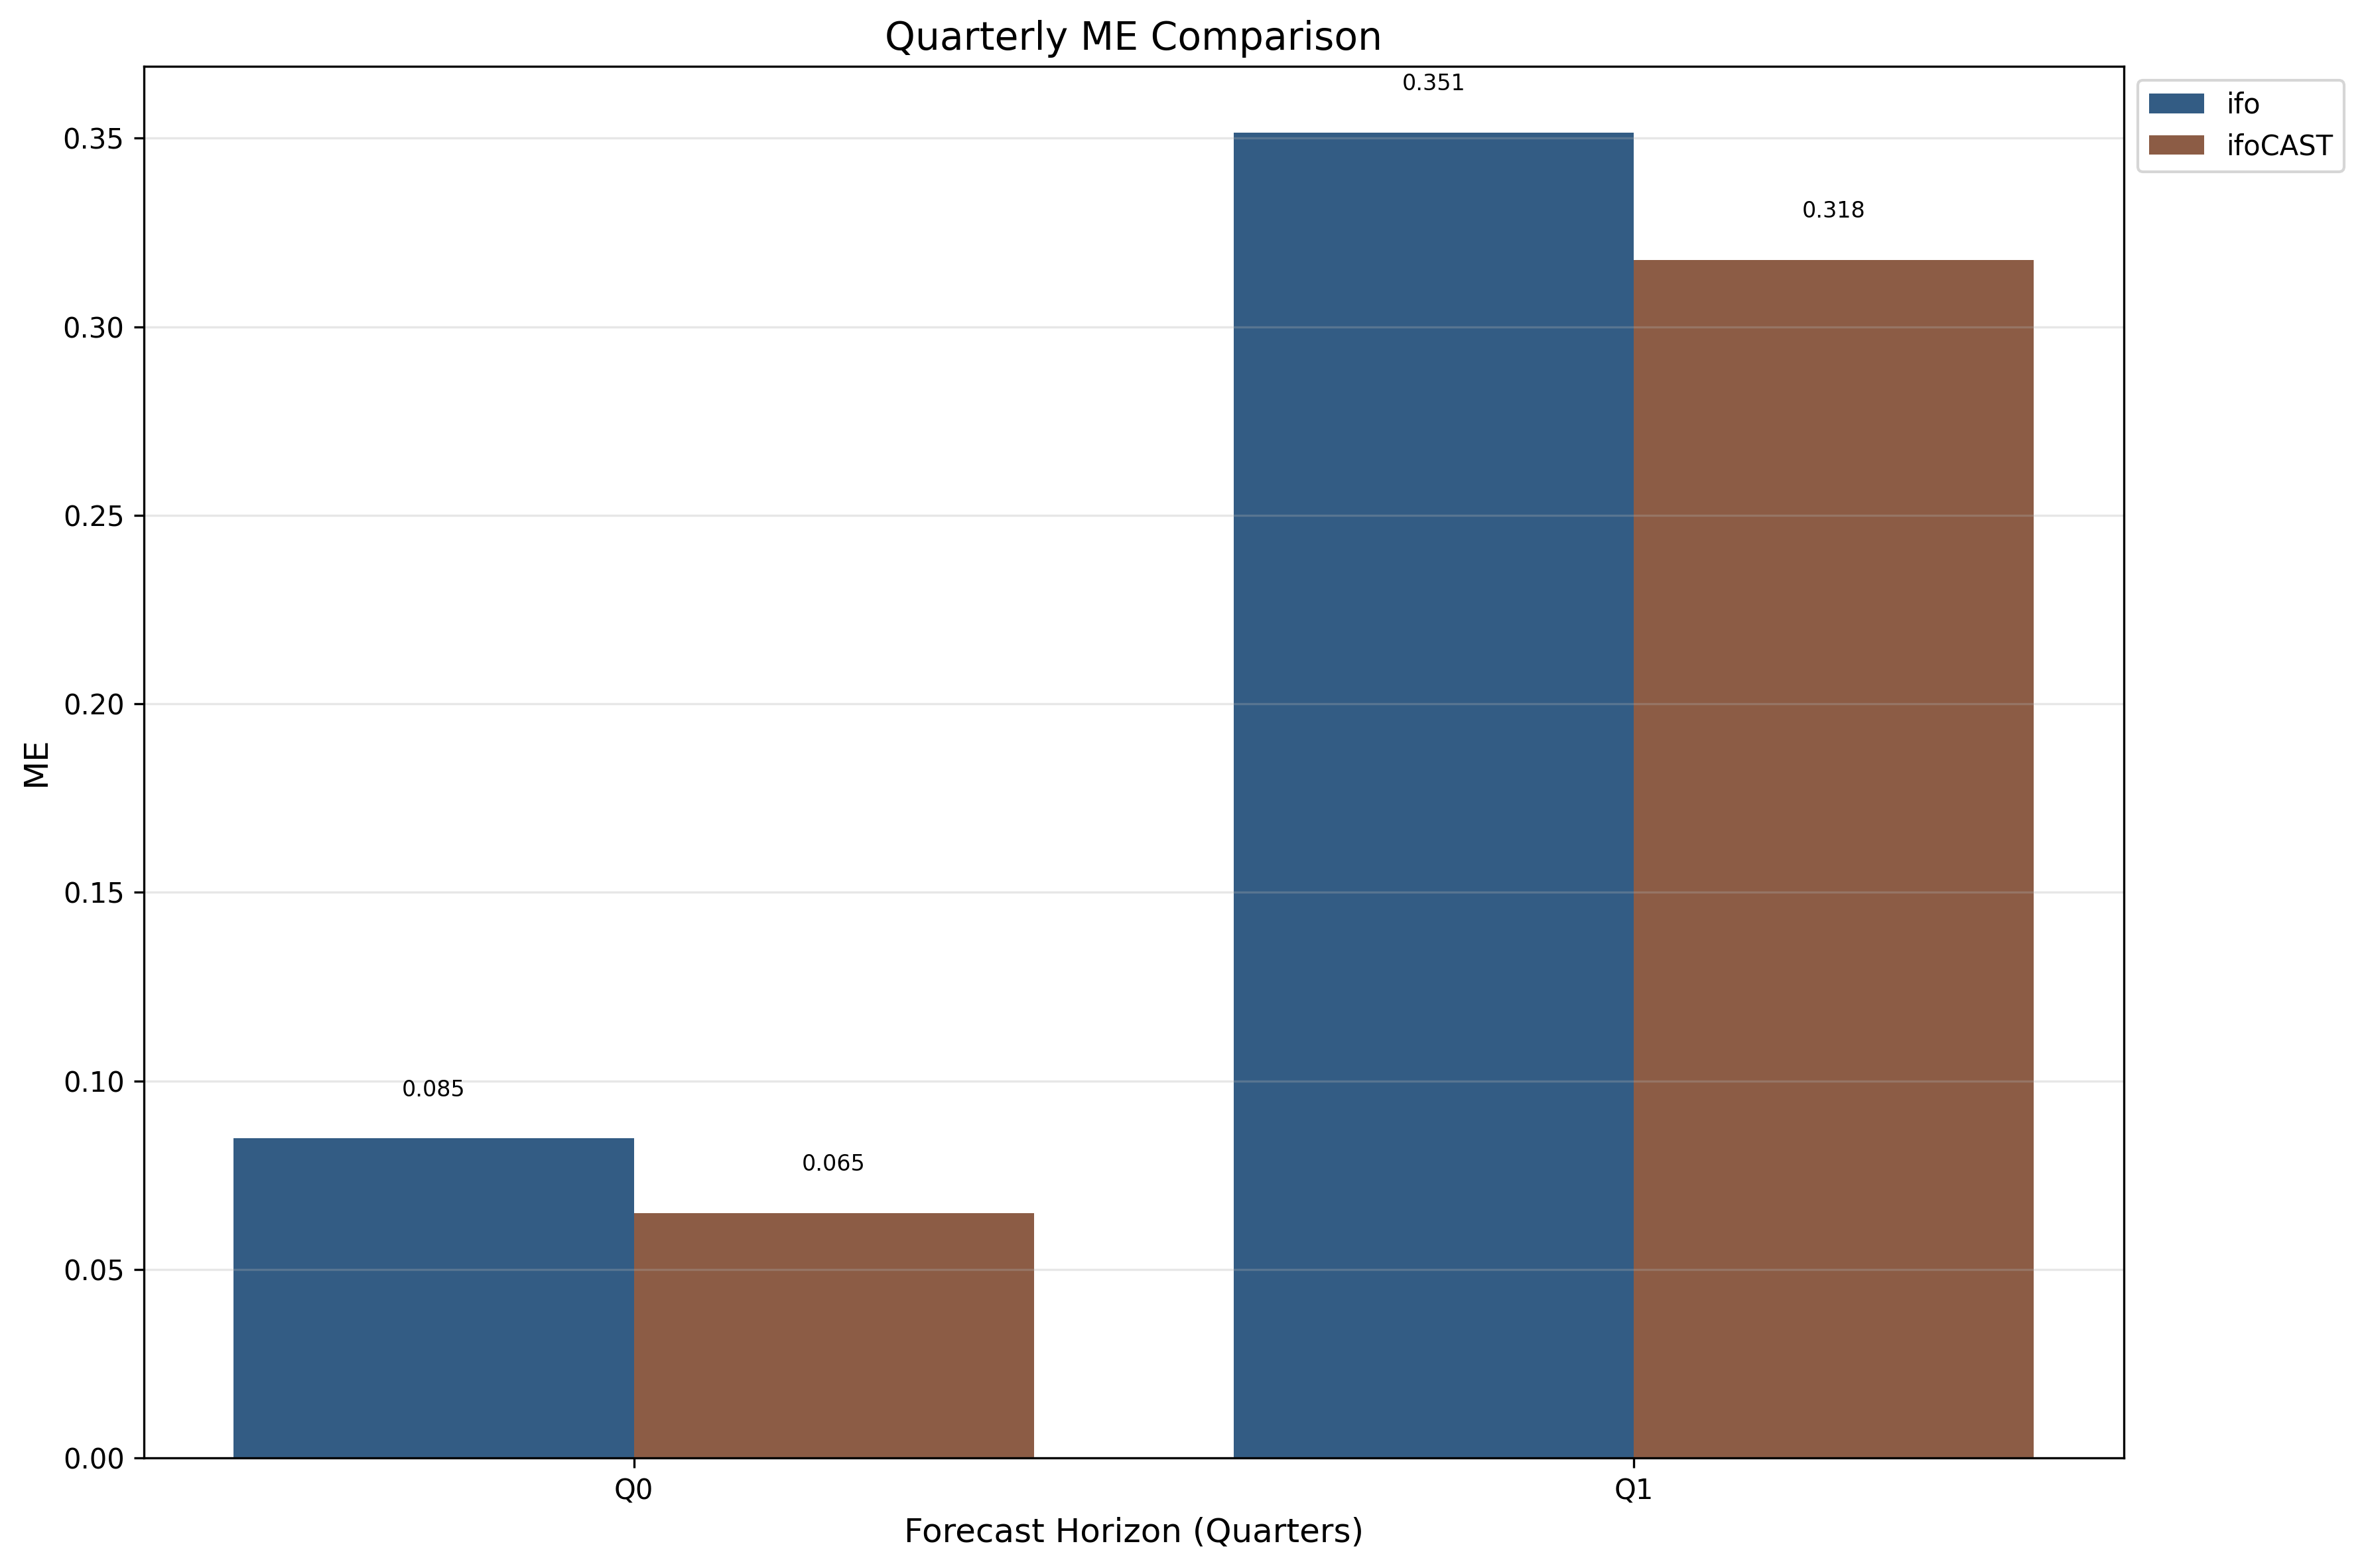 Quarterly ME Comparison
0.351
ifo
ifoCAST
0.318
0.085
0.065
0.35
0.30
0.25
0.20
0.15
0.10
0.05
0.00
ME
Q0
Q1
Forecast Horizon (Quarters)